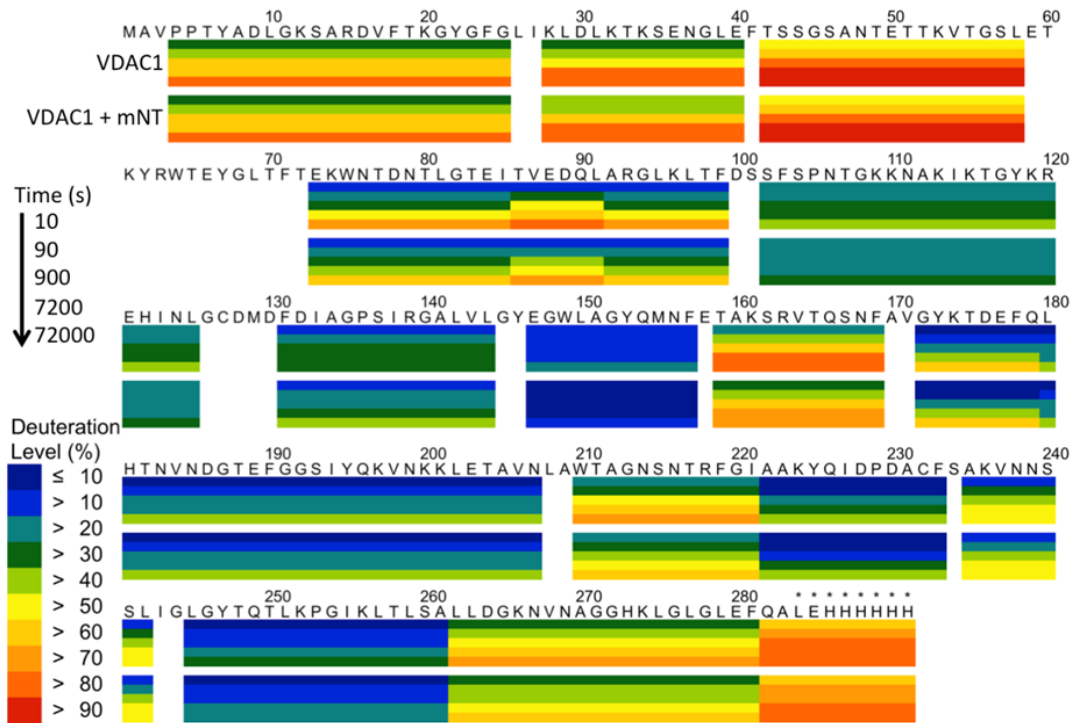 10 20 30 40 50 60
M A V P P T Y A D L G K S A R D V F T K G Y G F G L I K L D L K T K S E N G L E F T S S G S A N T E T T K V T G S L E T
VDAC1
VDAC1 + mNT
70 80 90 100 110 120
K Y R W T E Y G L T F T E K W N T D N T L G T E I T V E D Q L A R G L K L T F D S S F S P N T G K K N A K I K T G Y K R
Time (s)
10
90
900
7200
72000
130 140 150 160 170 180
E H I N L G C D M D F D I A G P S I R G A L V L G Y E G W L A G Y Q M N F E T A K S R V T Q S N F A V G Y K T D E F Q L
190 200 210 220 230 240
H T N V N D G T E F G G S I Y Q K V N K K L E T A V N L A W T A G N S N T R F G I A A K Y Q I D P D A C F S A K V N N S
250 260 270 280 * * * * * * * *
S L I G L G Y T Q T L K P G I K L T L S A L L D G K N V N A G G H K L G L G L E F Q A L E H H H H H H
Deuteration
Level (%)
≤ 10
> 10
> 20
> 30
> 40
> 50
> 60
> 70
> 80
> 90